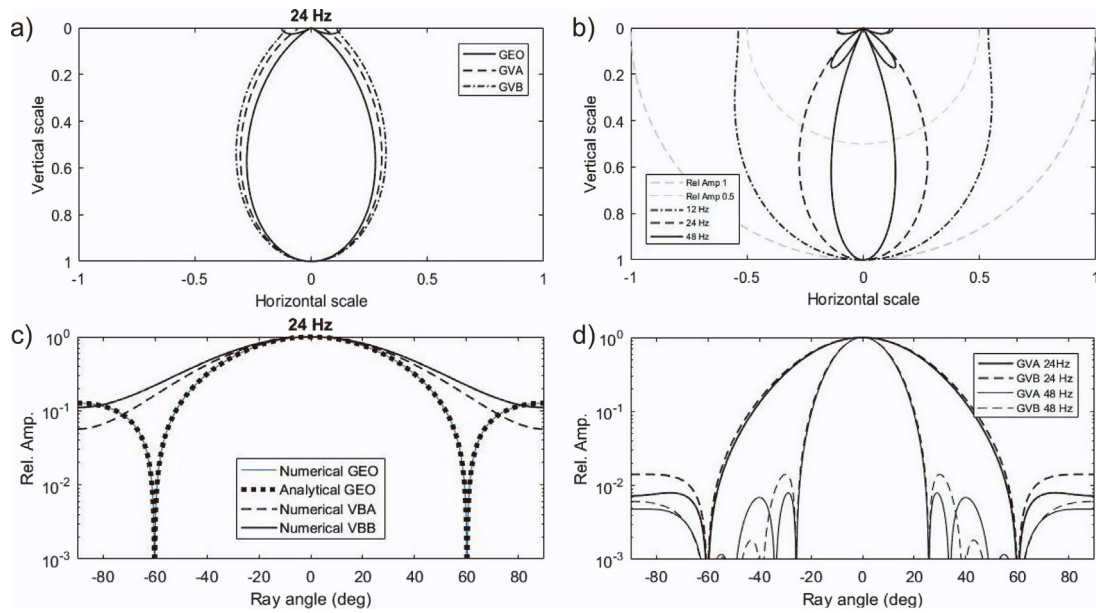 a)
24 Hz
0
0.2
0.4
0.6
0.8
1
Vertical scale
-1 -0.5 0 0.5 1
Horizontal scale
GEO
GVA
GVB
b)
0
0.2
0.4
0.6
0.8
1
Vertical scale
-1 -0.5 0 0.5 1
Horizontal scale
Rel Amp 1
Rel Amp 0.5
12 Hz
24 Hz
48 Hz
c)
24 Hz
10^0
10^-1
10^-2
10^-3
Rel. Amp.
-80 -60 -40 -20 0 20 40 60 80
Ray angle (deg)
Numerical GEO
Analytical GEO
Numerical VBA
Numerical VBB
d)
10^0
10^-1
10^-2
10^-3
Rel. Amp.
-80 -60 -40 -20 0 20 40 60 80
Ray angle (deg)
GVA 24Hz
GVB 24 Hz
GVA 48 Hz
GVB 48 Hz